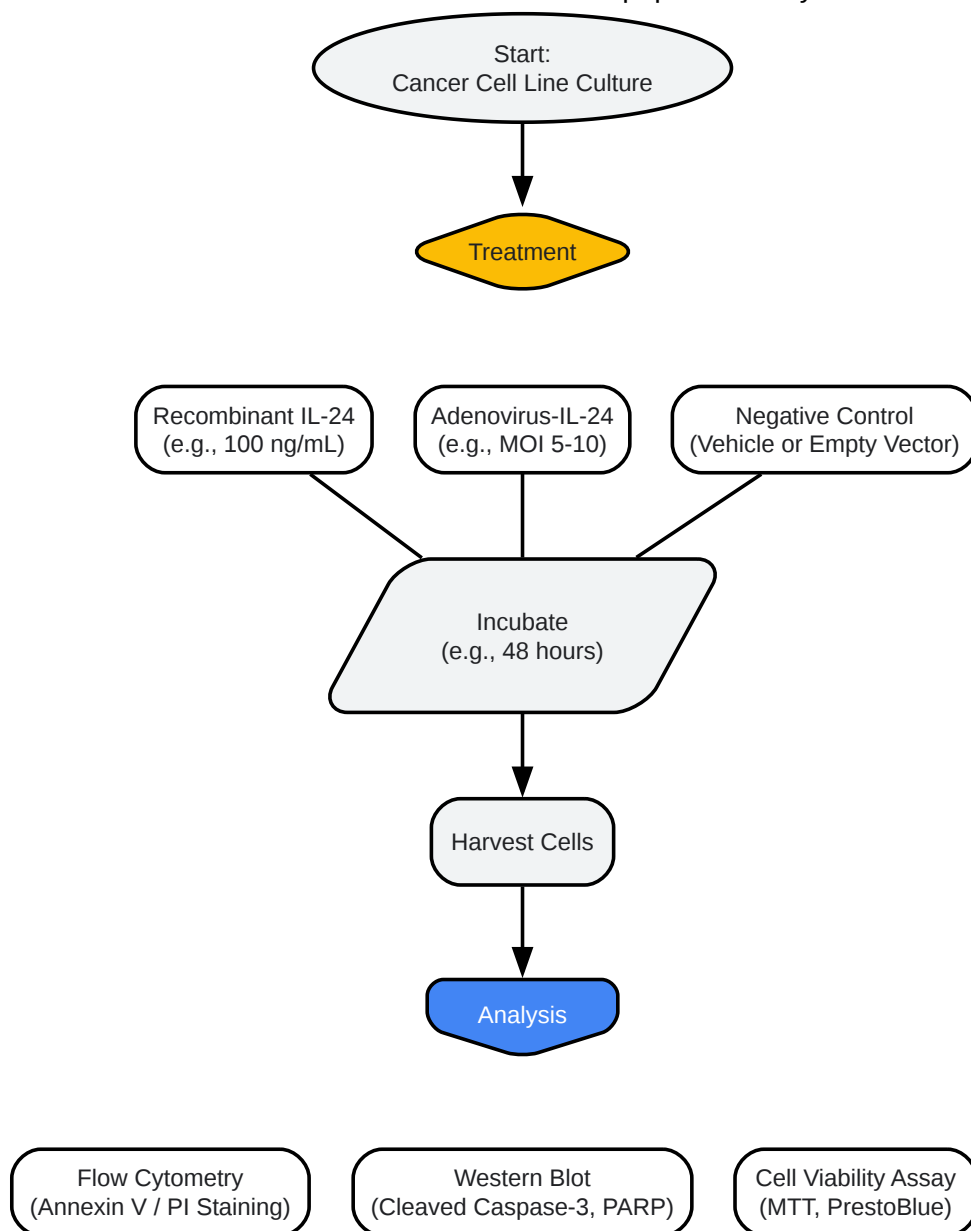 Start:
Cancer Cell Line Culture
Treatment
Recombinant IL-24
(e.g., 100 ng/mL)
Adenovirus-IL-24
(e.g., MOI 5-10)
Negative Control
(Vehicle or Empty Vector)
Incubate
(e.g., 48 hours)
Harvest Cells
Analysis
Flow Cytometry
(Annexin V / PI Staining)
Western Blot
(Cleaved Caspase-3, PARP)
Cell Viability Assay
(MTT, PrestoBlue)